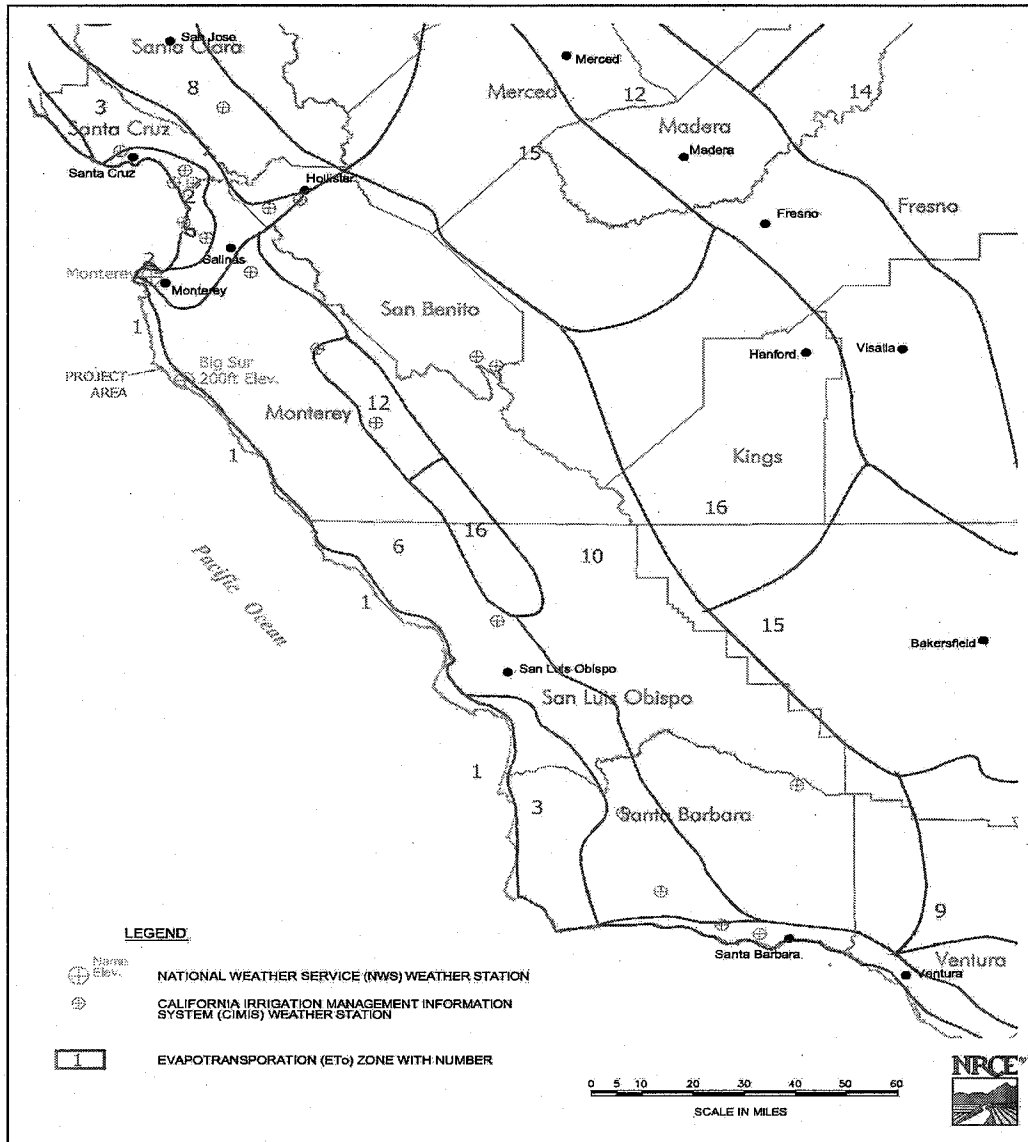 San Jose
Santa Clara
8
3
Santa Cruz
Santa Cruz
2
Hollister
Salinas
2
Monterey
Monterey
1
Merced
Merced
12
14
Madera
Madera
15
Fresno
Fresno
San Benito
Hanford
Visalia
Big Sur
200ft Elev.
PROJECT
AREA
Monterey
12
1
Kings
16
16
6
10
Pacific Ocean
1
15
Bakersfield
San Luis Obispo
San Luis Obispo
1
3
Santa Barbara
9
Santa Barbara
Ventura
Ventura
LEGEND
Name
Elev.
NATIONAL WEATHER SERVICE (NWS) WEATHER STATION
CALIFORNIA IRRIGATION MANAGEMENT INFORMATION
SYSTEM (CIMIS) WEATHER STATION
1
EVAPOTRANSPORATION (ETo) ZONE WITH NUMBER
0 5 10 20 30 40 50 60
SCALE IN MILES
NRCE